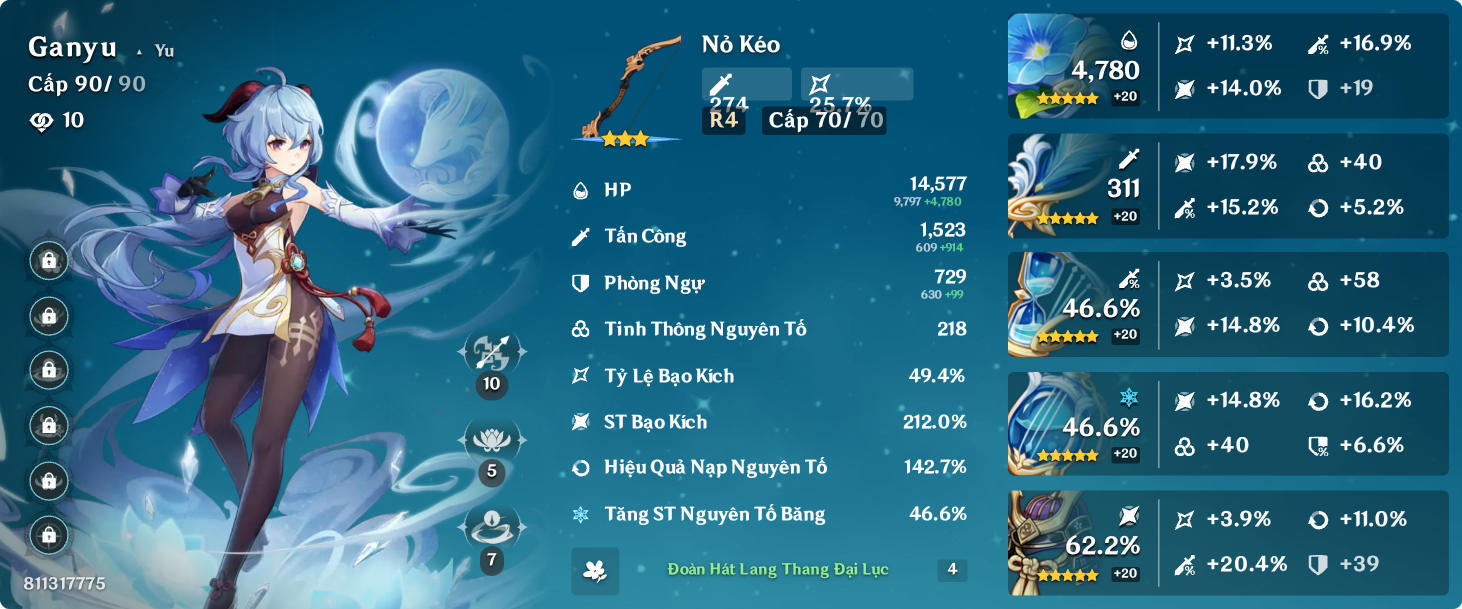 Ganyu • Yu
Cấp 90/ 90
10
10
5
7
811317775
Nỏ Kéo
274 25.7%
R4 Cấp 70/ 70
HP 14,577
9,797 +4,780
Tấn Công 1,523
609 +914
Phòng Ngự 729
630 +99
Tinh Thông Nguyên Tố 218
Tỷ Lệ Bạo Kích 49.4%
ST Bạo Kích 212.0%
Hiệu Quả Nạp Nguyên Tố 142.7%
Tăng ST Nguyên Tố Băng 46.6%
Đoàn Hát Lang Thang Đại Lục 4
4,780
+20
+11.3% +16.9%
+14.0% +19
311
+20
+17.9% +40
+15.2% +5.2%
46.6%
+20
+3.5% +58
+14.8% +10.4%
46.6%
+20
+14.8% +16.2%
+40 +6.6%
62.2%
+20
+3.9% +11.0%
+20.4% +39